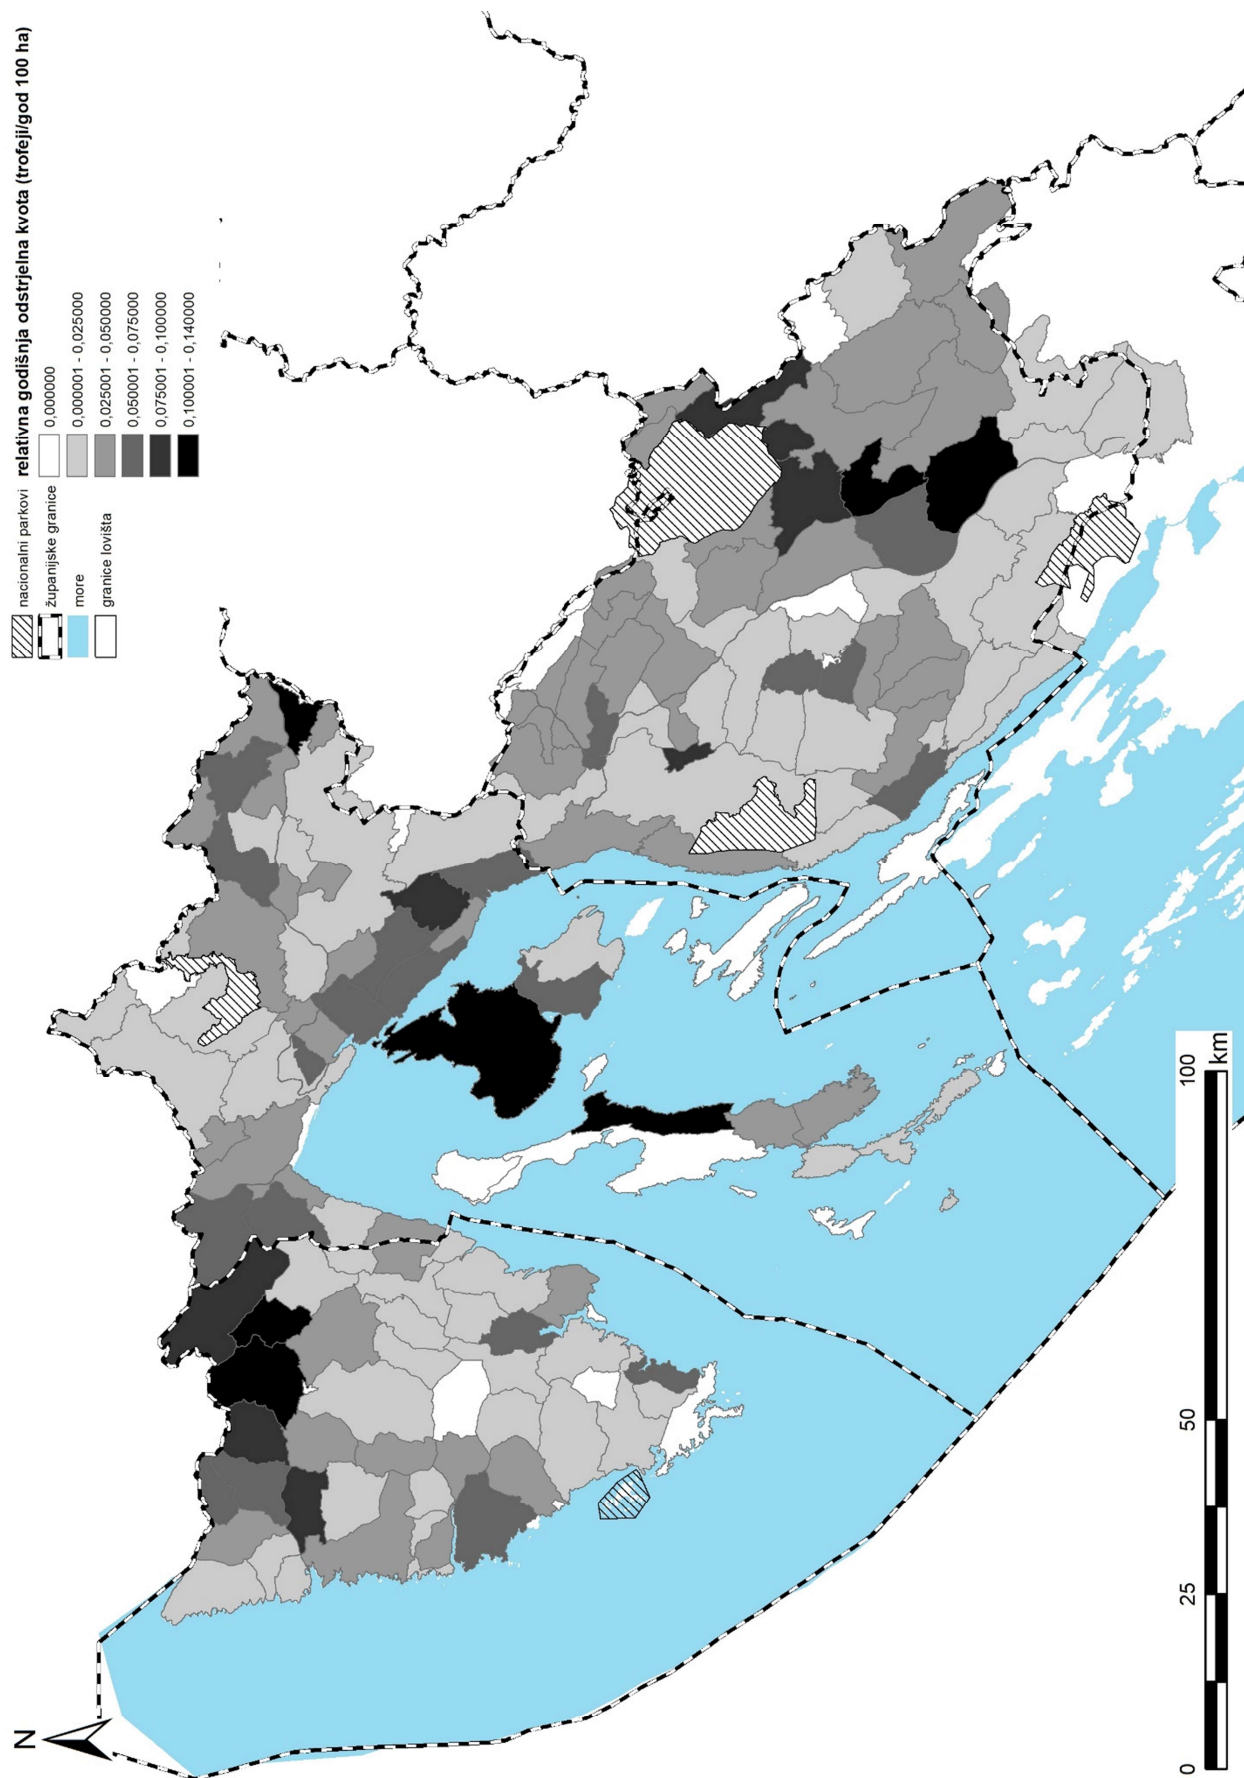 nacionalni parkovi
županijske granice
more
granice lovišta
relativna godišnja odstrjelna kvota (trofeji/god 100 ha)
0,000000
0,000001 - 0,025000
0,025001 - 0,050000
0,050001 - 0,075000
0,075001 - 0,100000
0,100001 - 0,140000
N
0 25 50 100
km